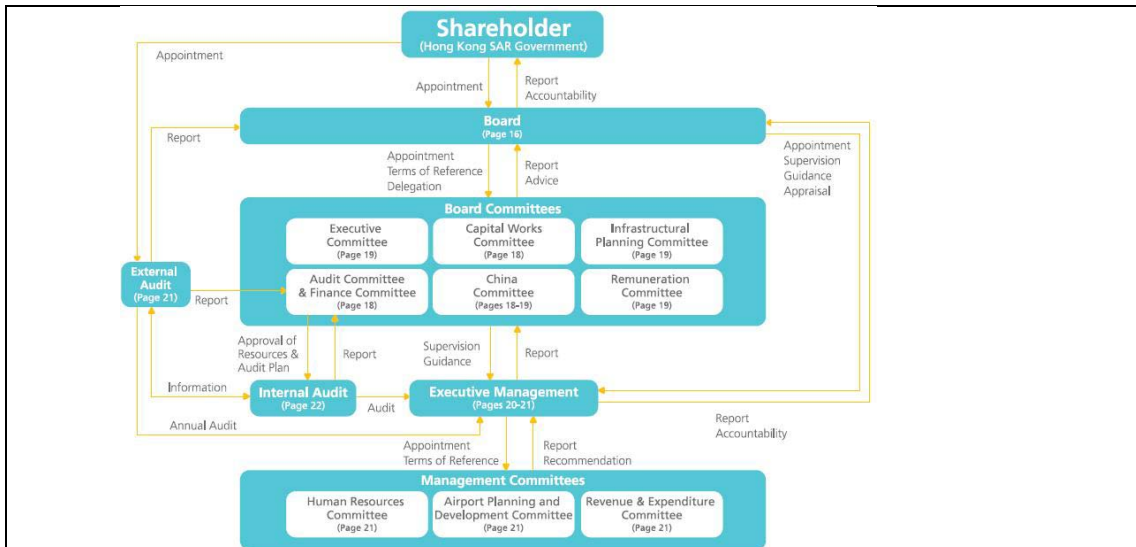 Shareholder
(Hong Kong SAR Government)
Appointment
Appointment
Report
Accountability
Board
(Page 16)
Report
Appointment
Terms of Reference
Delegation
Report
Advice
Appointment
Supervision
Guidance
Appraisal
Board Committees
Executive
Committee
(Page 19)
Capital Works
Committee
(Page 18)
Infrastructural
Planning Committee
(Page 19)
External
Audit
(Page 21)
Report
Audit Committee
& Finance Committee
(Page 18)
China
Committee
(Pages 18-19)
Remuneration
Committee
(Page 19)
Approval of
Resources &
Audit Plan
Report
Supervision
Guidance
Report
Information
Internal Audit
(Page 22)
Audit
Executive Management
(Pages 20-21)
Annual Audit
Report
Accountability
Appointment
Terms of Reference
Report
Recommendation
Management Committees
Human Resources
Committee
(Page 21)
Airport Planning and
Development Committee
(Page 21)
Revenue & Expenditure
Committee
(Page 21)